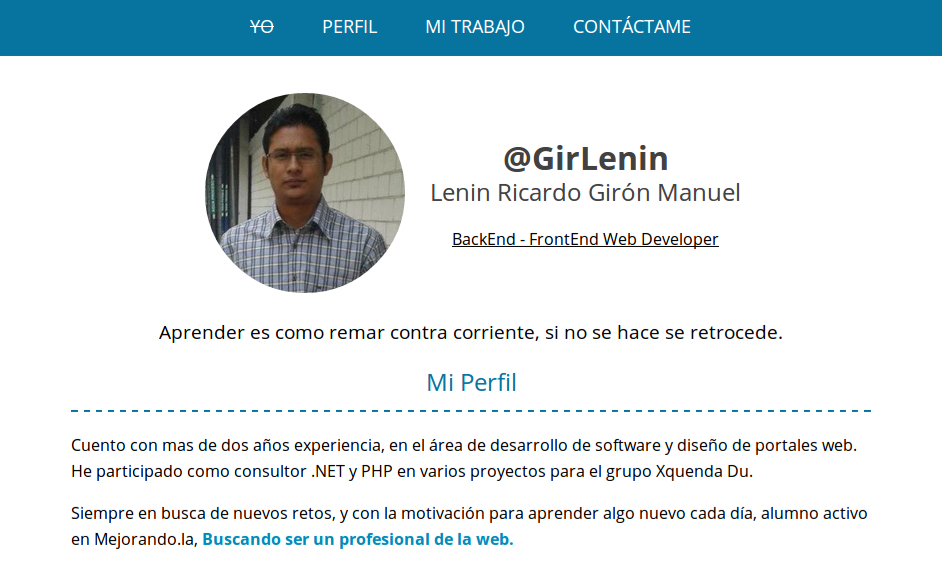 YO PERFIL MI TRABAJO CONTÁCTAME
@GirLenin
Lenin Ricardo Girón Manuel
BackEnd - FrontEnd Web Developer
Aprender es como remar contra corriente, si no se hace se retrocede.
Mi Perfil
Cuento con mas de dos años experiencia, en el área de desarrollo de software y diseño de portales web.
He participado como consultor .NET y PHP en varios proyectos para el grupo Xquenda Du.
Siempre en busca de nuevos retos, y con la motivación para aprender algo nuevo cada día, alumno activo
en Mejorando.la, Buscando ser un profesional de la web.